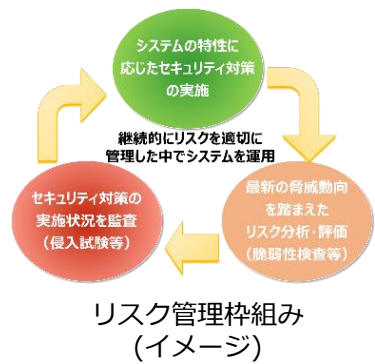 システムの特性に
応じたセキュリティ対策
の実施
継続的にリスクを適切に
管理した中でシステムを運用
最新の脅威動向
を踏まえた
リスク分析・評価
(脆弱性検査等)
セキュリティ対策の
実施状況を監査
(侵入試験等)
リスク管理枠組み
(イメージ)